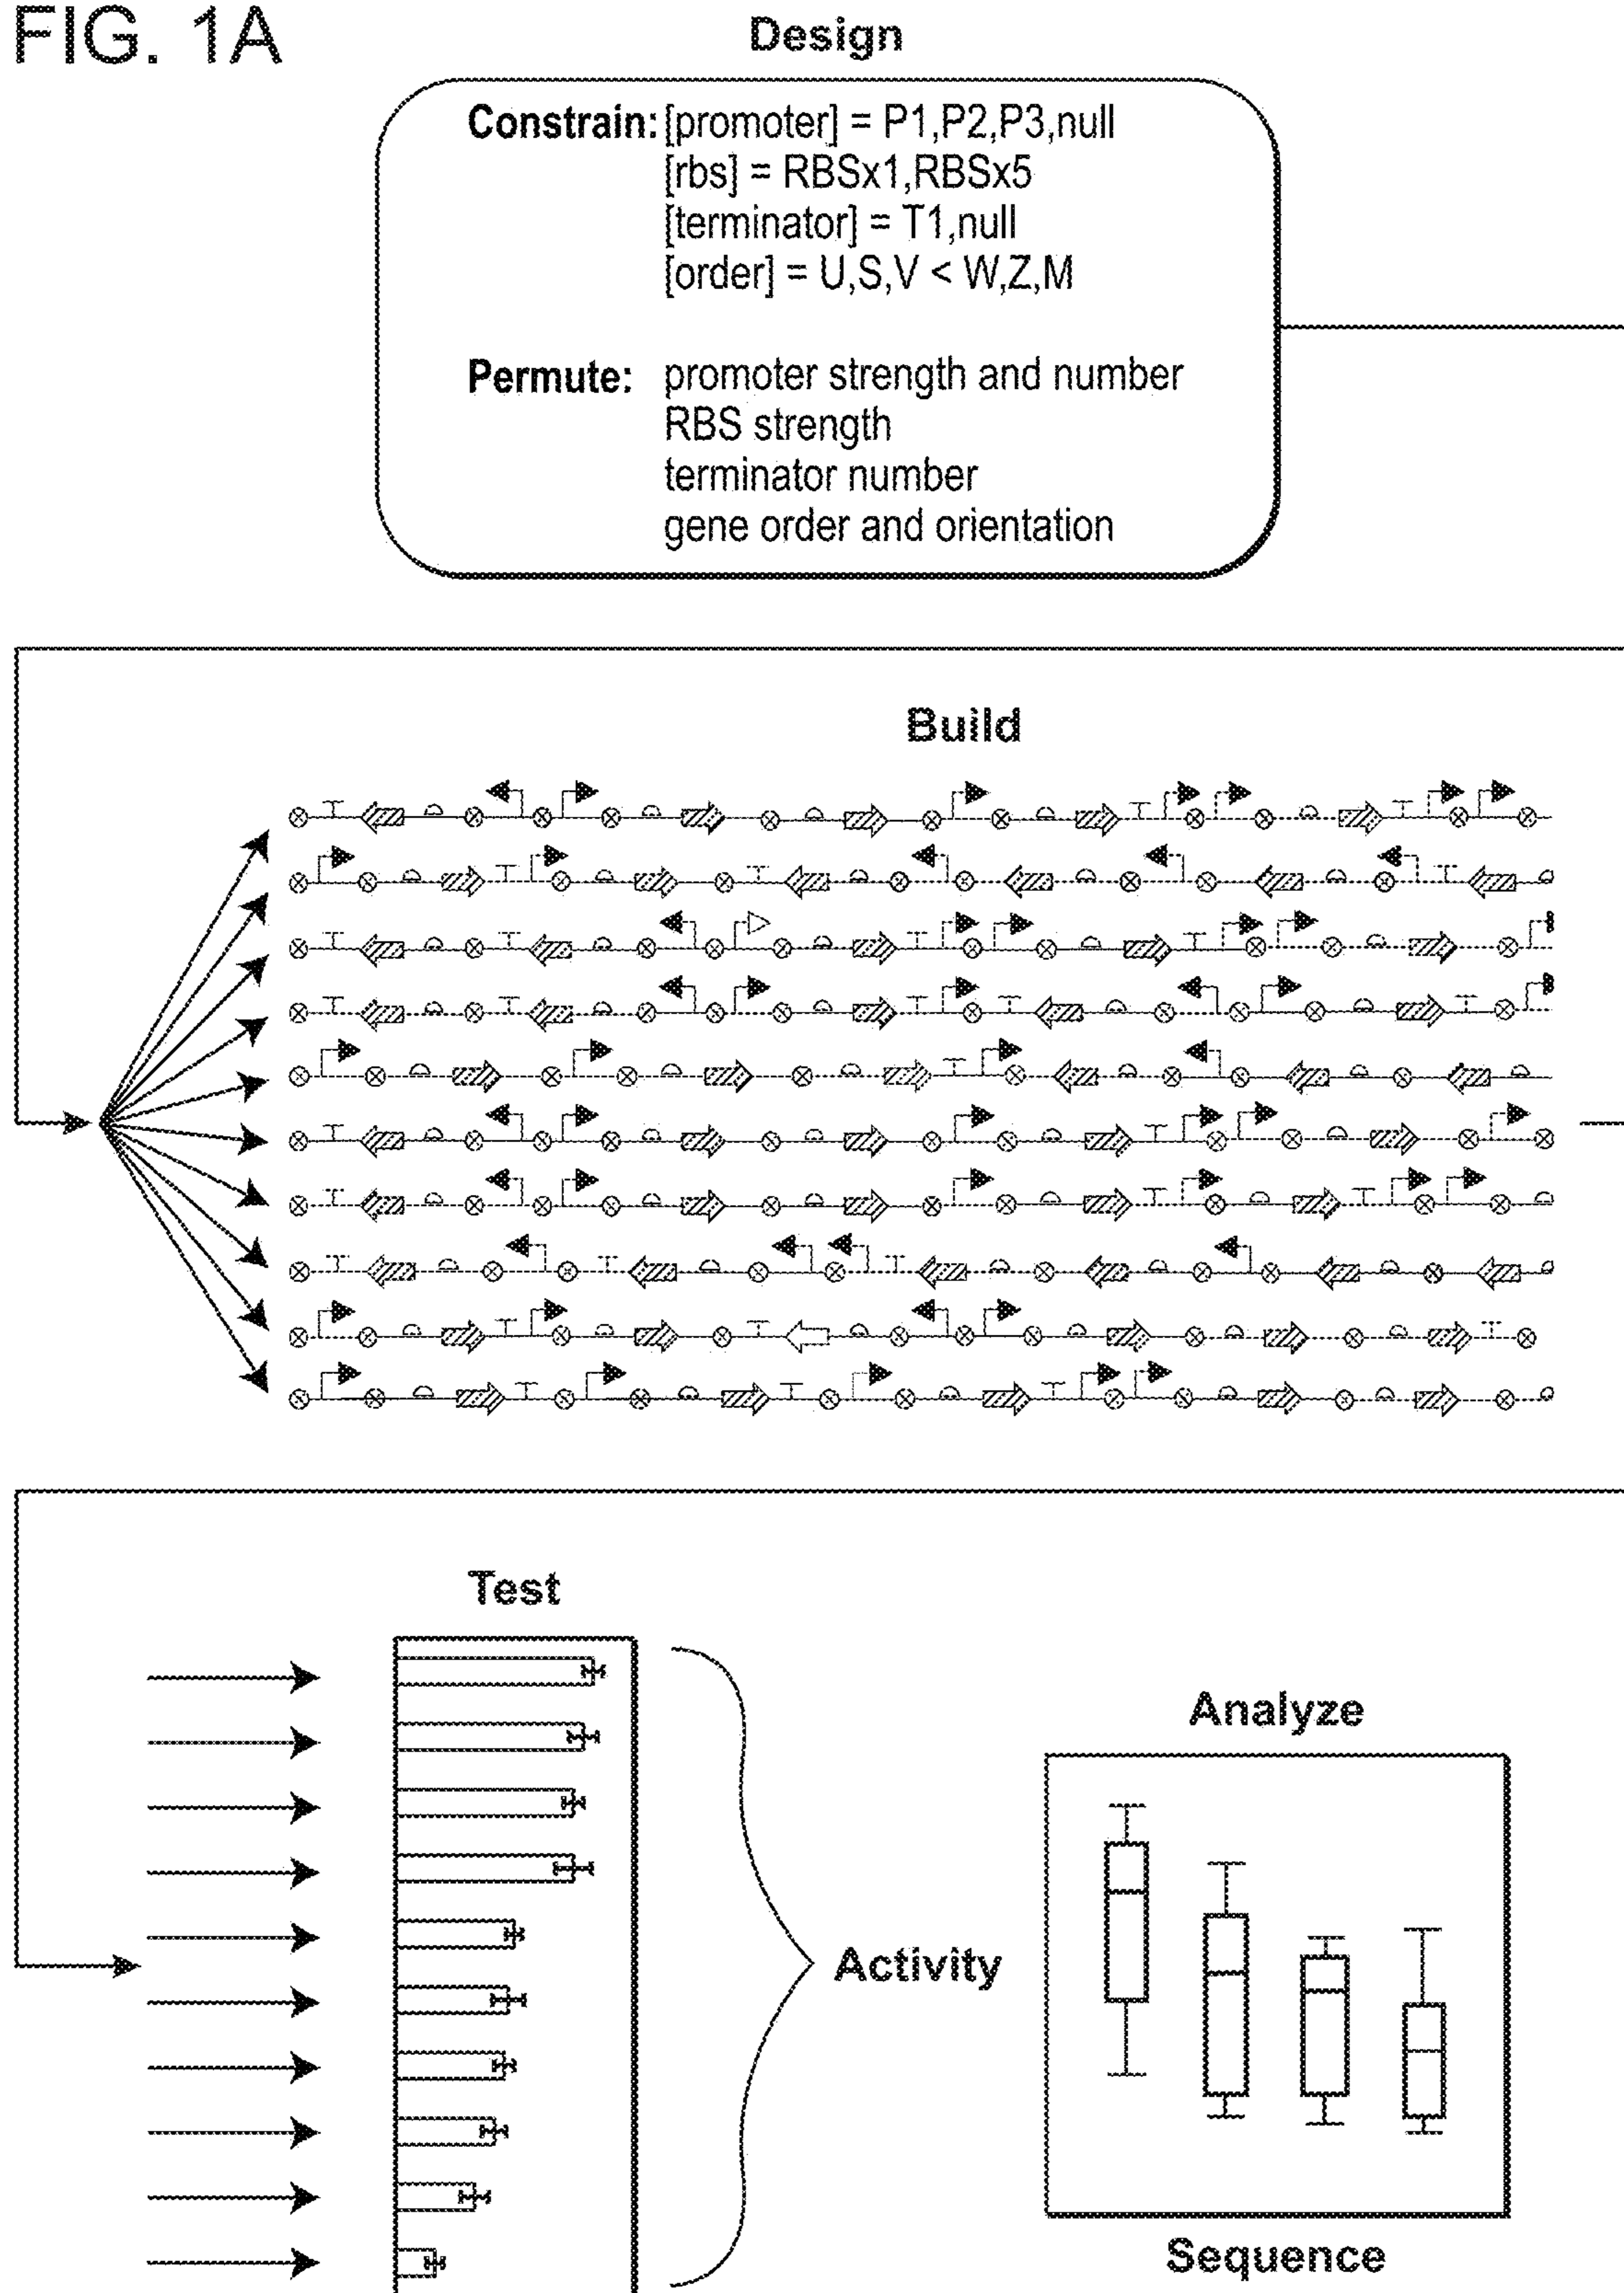 FIG. 1A
Design
Constrain: [promoter] = P1,P2,P3,null
[rbs] = RBSx1,RBSx5
[terminator] = T1,null
[order] = U,S,V < W,Z,M
Permute: promoter strength and number
RBS strength
terminator number
gene order and orientation
Build
Test
Analyze
Activity
Sequence